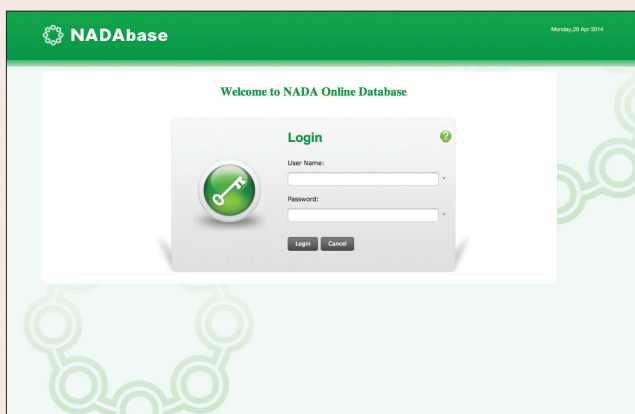 NADAbase
Monday,28 Apr 2014
Welcome to NADA Online Database
Login
?
User Name:
*
Password:
*
Login Cancel